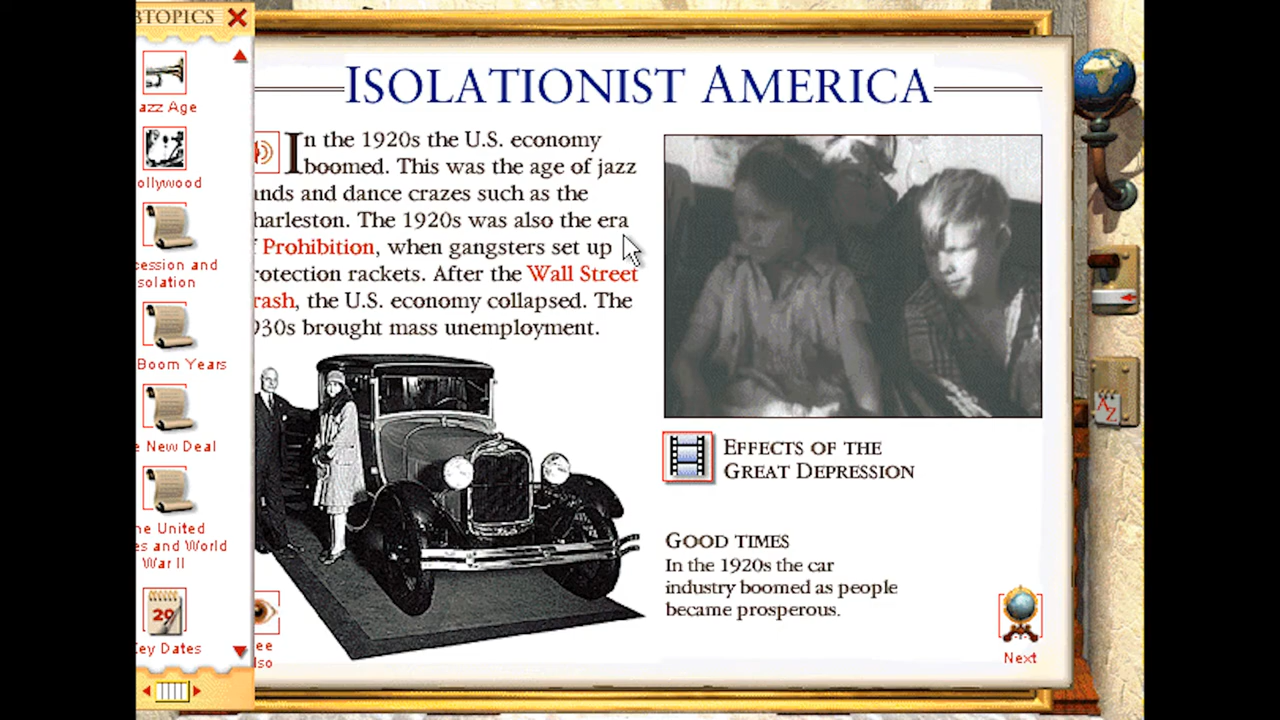 BTOPICS
azz Age
ollywood
ession and
solation
Boom Years
e New Deal
he United
es and World
War II
29
ey Dates
ISOLATIONIST AMERICA
In the 1920s the U.S. economy
boomed. This was the age of jazz
ands and dance crazes such as the
harleston. The 1920s was also the era
f Prohibition, when gangsters set up
rotection rackets. After the Wall Street
rash, the U.S. economy collapsed. The
930s brought mass unemployment.
EFFECTS OF THE
GREAT DEPRESSION
GOOD TIMES
In the 1920s the car
industry boomed as people
became prosperous.
ee
lso
Next
A
Z